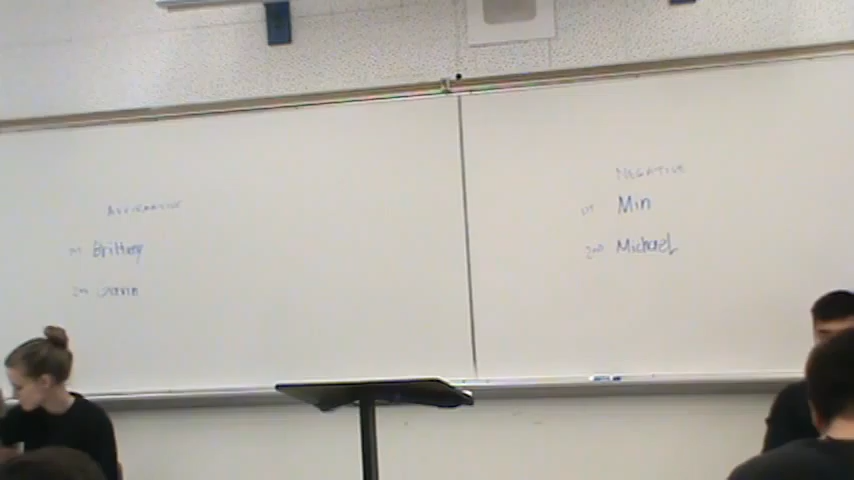 AFFIRMATIVE
1st Brittany
2nd
NEGATIVE
1st Min
2nd Michael